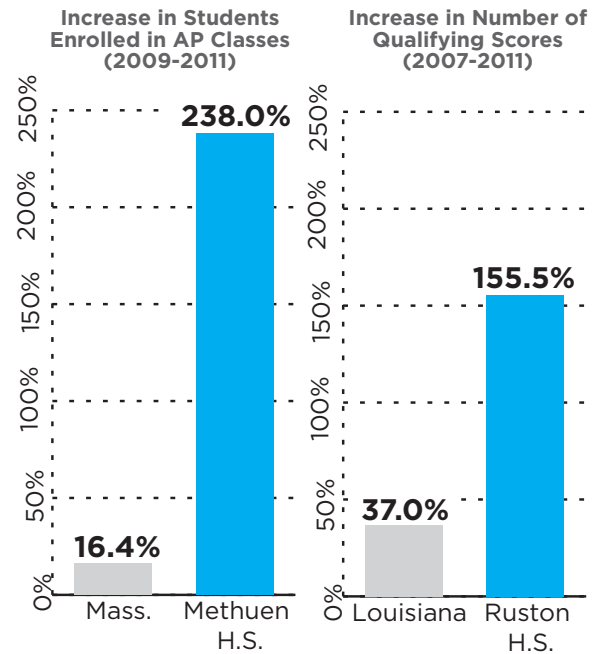 Increase in Students
Enrolled in AP Classes
(2009-2011)
250%
238.0%
200%
150%
100%
50%
16.4%
0%
Mass.
Methuen
H.S.
Increase in Number of
Qualifying Scores
(2007-2011)
250%
200%
155.5%
150%
100%
50%
37.0%
0%
Louisiana
Ruston
H.S.